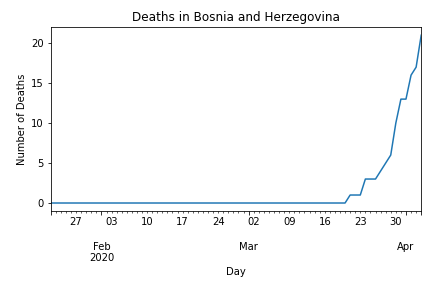 Deaths in Bosnia and Herzegovina
20
15
10
5
0
Number of Deaths
27 03 10 17 24 02 09 16 23 30
Feb Mar Apr
2020
Day